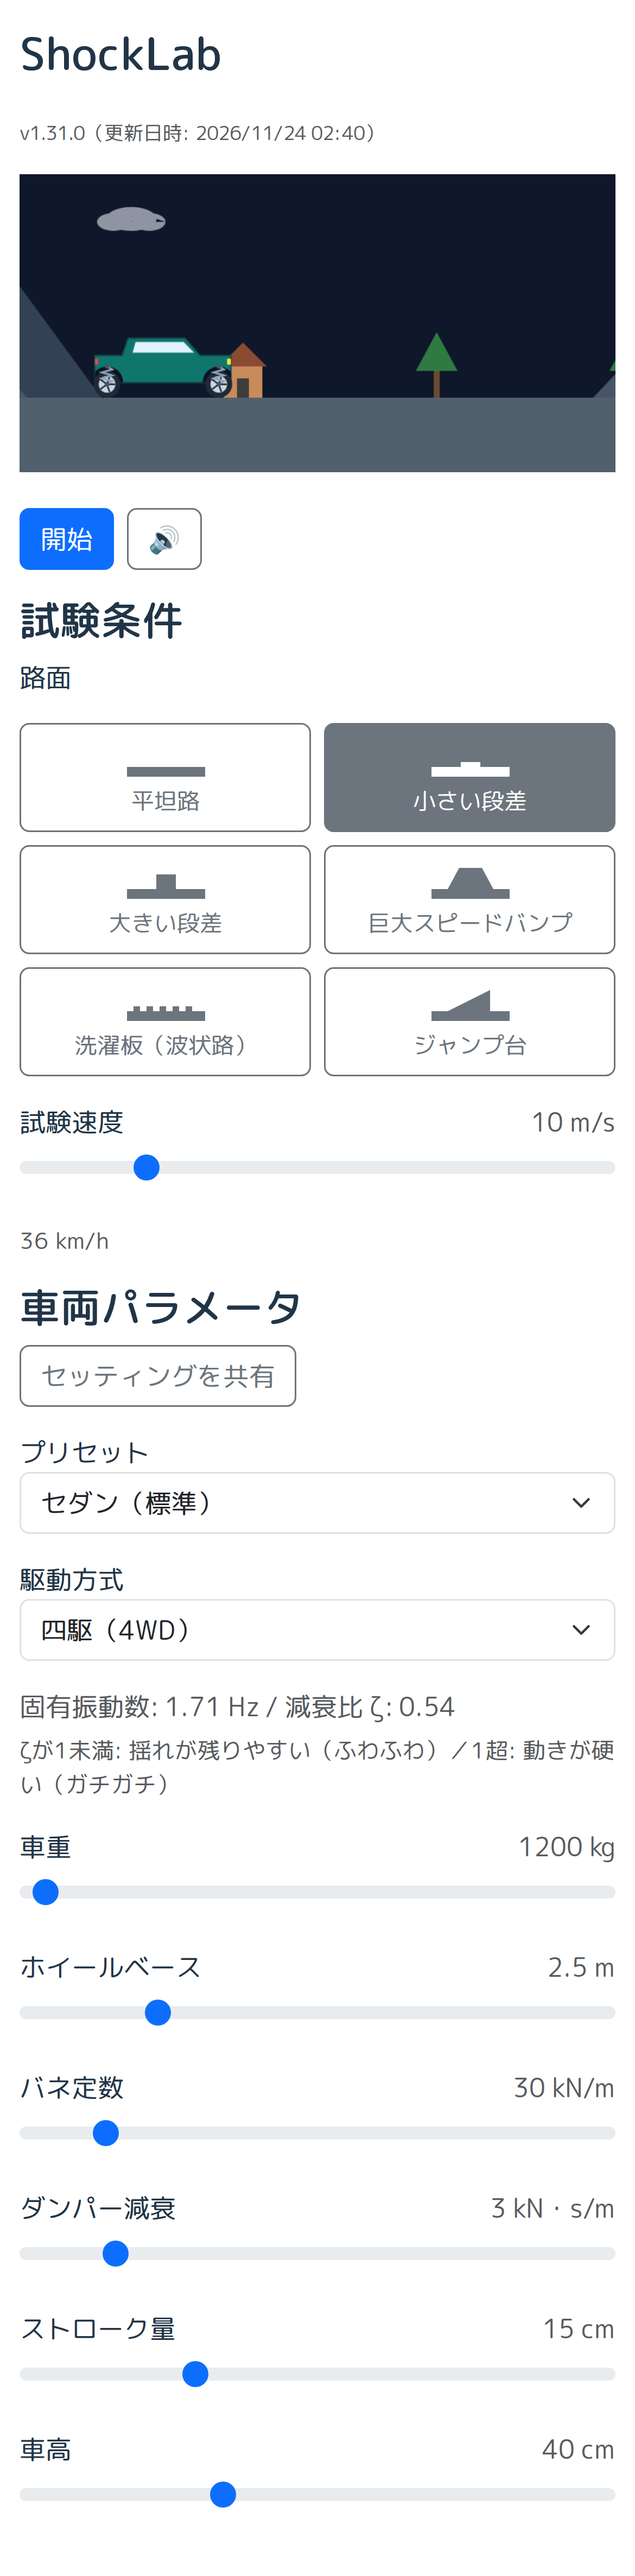 ShockLab
v1.31.0（更新日時: 2026/11/24 02:40）
開始
試験条件
路面
平坦路
小さい段差
大きい段差
巨大スピードバンプ
洗濯板（波状路）
ジャンプ台
試験速度
10 m/s
36 km/h
車両パラメータ
セッティングを共有
プリセット
セダン（標準）
駆動方式
四駆（4WD）
固有振動数: 1.71 Hz / 減衰比 ζ: 0.54
ζが1未満: 揺れが残りやすい（ふわふわ）／1超: 動きが硬
い（ガチガチ）
車重
1200 kg
ホイールベース
2.5 m
バネ定数
30 kN/m
ダンパー減衰
3 kN・s/m
ストローク量
15 cm
車高
40 cm